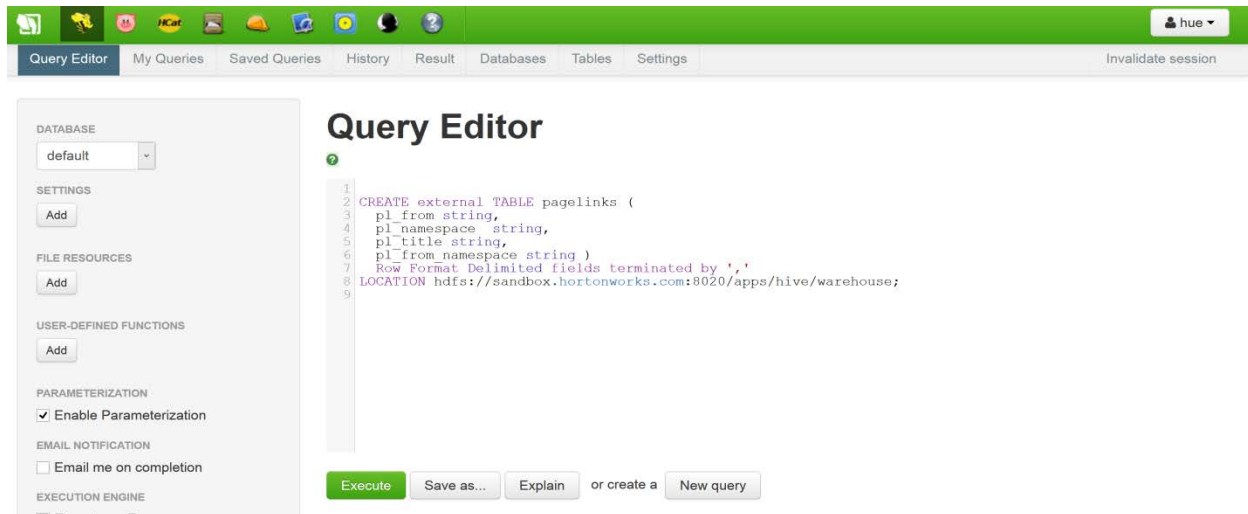 HCat
hue
Query Editor My Queries Saved Queries History Result Databases Tables Settings Invalidate session
DATABASE
default
SETTINGS
Add
FILE RESOURCES
Add
USER-DEFINED FUNCTIONS
Add
PARAMETERIZATION
Enable Parameterization
EMAIL NOTIFICATION
Email me on completion
EXECUTION ENGINE
Query Editor
1
2 CREATE external TABLE pagelinks (
3 pl_from string,
4 pl_namespace  string,
5 pl_title string,
6 pl_from_namespace string )
7 Row Format Delimited fields terminated by ','
8 LOCATION hdfs://sandbox.hortonworks.com:8020/apps/hive/warehouse;
9
Execute Save as... Explain or create a New query